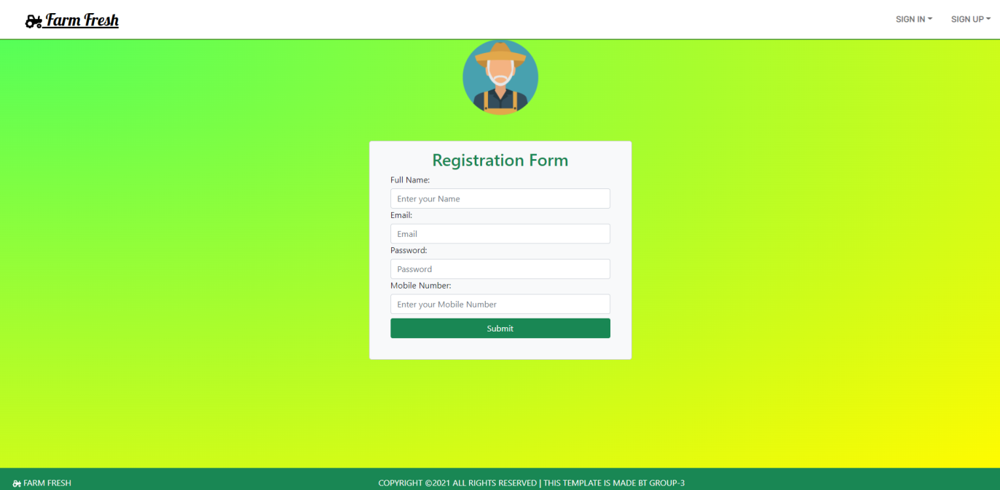 Farm Fresh
SIGN IN
SIGN UP
Registration Form
Full Name:
Enter your Name
Email:
Email
Password:
Password
Mobile Number:
Enter your Mobile Number
Submit
FARM FRESH
COPYRIGHT ©2021 ALL RIGHTS RESERVED | THIS TEMPLATE IS MADE BT GROUP-3